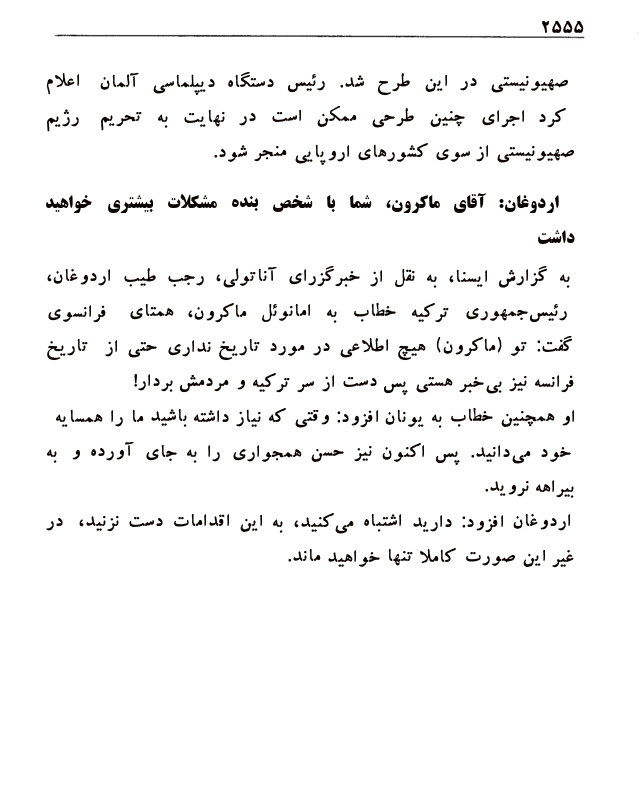 ۲۵۵۵
صهیونیستی در این طرح شد. رئیس دستگاه دیپلماسی آلمان اعلام
کرد اجرای چنین طرحی ممکن است در نهایت به تحریم رژیم
صهیونیستی از سوی کشورهای اروپایی منجر شود.
اردوغان: آقای ماکرون، شما با شخص بنده مشکلات بیشتری خواهید
داشت
به گزارش ایسنا، به نقل از خبرگزرای آناتولی، رجب طیب اردوغان،
رئیس‌جمهوری ترکیه خطاب به امانوئل ماکرون، همتای فرانسوی
گفت: تو (ماکرون) هیچ اطلاعی در مورد تاریخ نداری حتی از تاریخ
فرانسه نیز بی‌خبر هستی پس دست از سر ترکیه و مردمش بردار!
او همچنین خطاب به یونان افزود: وقتی که نیاز داشته باشید ما را همسایه
خود می‌دانید. پس اکنون نیز حسن همجواری را به جای آورده و به
بیراهه نروید.
اردوغان افزود: دارید اشتباه می‌کنید، به این اقدامات دست نزنید، در
غیر این صورت کاملا تنها خواهید ماند.